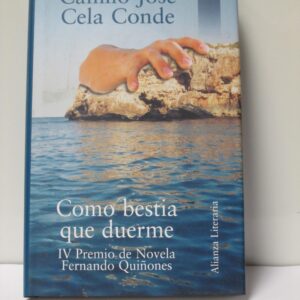 Camilo José
Cela Conde
Como bestia
que duerme
IV Premio de Novela
Fernando Quiñones
Alianza Literaria